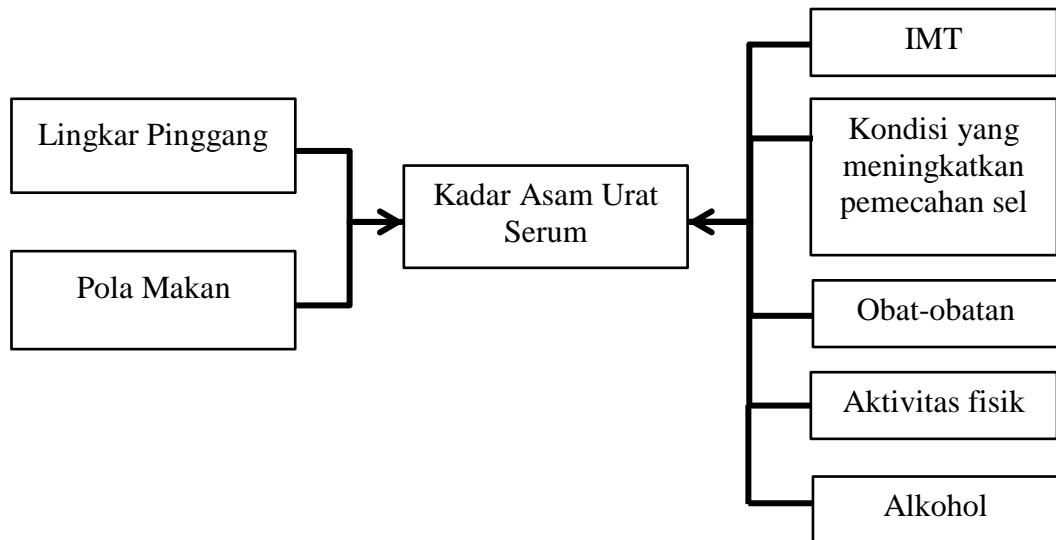 Lingkar Pinggang
Pola Makan
Kadar Asam Urat
Serum
IMT
Kondisi yang
meningkatkan
pemecahan sel
Obat-obatan
Aktivitas fisik
Alkohol